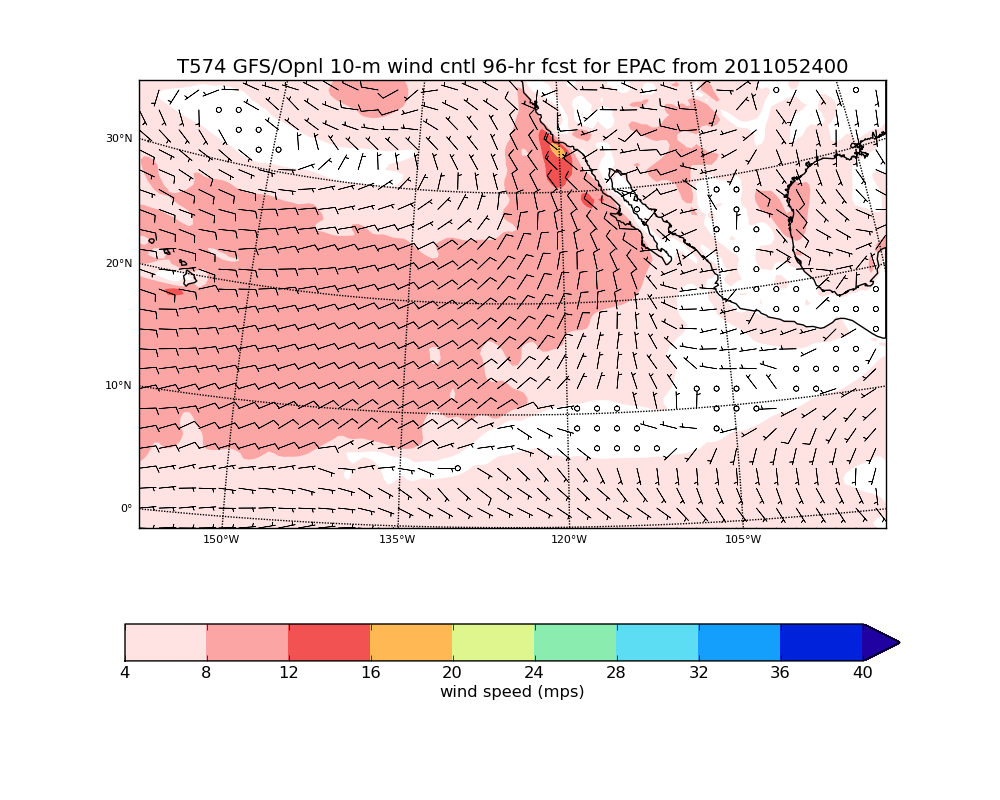 T574 GFS/Opnl 10-m wind cntl 96-hr fcst for EPAC from 2011052400
30°N
20°N
10°N
0°
150°W 135°W 120°W 105°W
4 8 12 16 20 24 28 32 36 40
wind speed (mps)